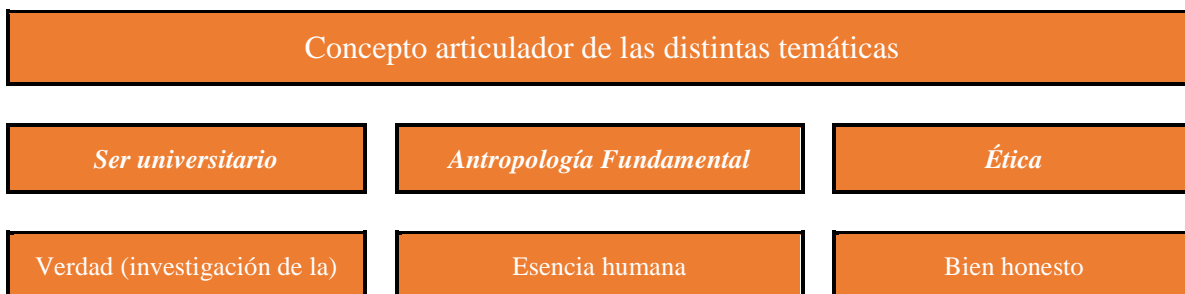 Concepto articulador de las distintas temáticas
Ser universitario
Antropología Fundamental
Ética
Verdad (investigación de la)
Esencia humana
Bien honesto